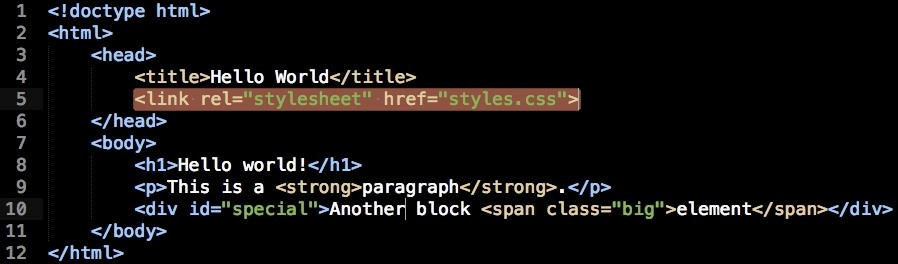 1 <!doctype html>
2 <html>
3 <head>
4 <title>Hello World</title>
5 <link rel="stylesheet" href="styles.css">
6 </head>
7 <body>
8 <h1>Hello world!</h1>
9 <p>This is a <strong>paragraph</strong>.</p>
10 <div id="special">Another block <span class="big">element</span></div>
11 </body>
12 </html>